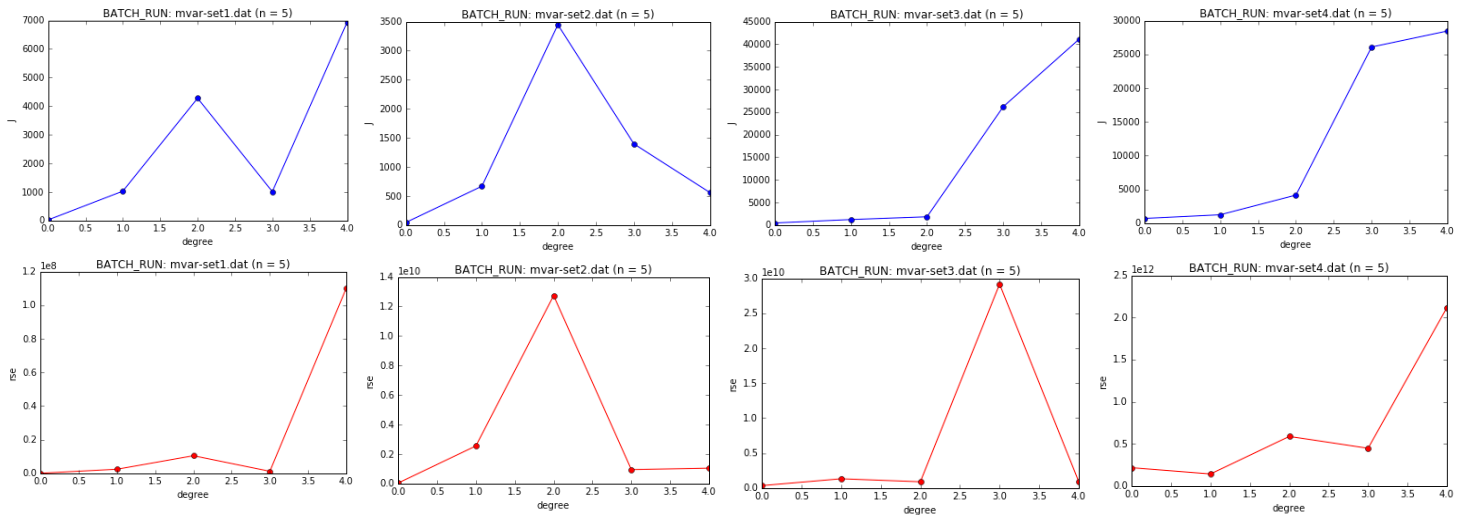 BATCH_RUN: mvar-set1.dat (n = 5)
7000
6000
5000
4000
3000
2000
1000
0
J
0.0 0.5 1.0 1.5 2.0 2.5 3.0 3.5 4.0
degree
BATCH_RUN: mvar-set2.dat (n = 5)
3500
3000
2500
2000
1500
1000
500
0
J
0.0 0.5 1.0 1.5 2.0 2.5 3.0 3.5 4.0
degree
BATCH_RUN: mvar-set3.dat (n = 5)
45000
40000
35000
30000
25000
20000
15000
10000
5000
0
J
0.0 0.5 1.0 1.5 2.0 2.5 3.0 3.5 4.0
degree
BATCH_RUN: mvar-set4.dat (n = 5)
30000
25000
20000
15000
10000
5000
0
J
0.0 0.5 1.0 1.5 2.0 2.5 3.0 3.5 4.0
degree
1e8
BATCH_RUN: mvar-set1.dat (n = 5)
1.2
1.0
0.8
0.6
0.4
0.2
0.0
rse
0.0 0.5 1.0 1.5 2.0 2.5 3.0 3.5 4.0
degree
1e10
BATCH_RUN: mvar-set2.dat (n = 5)
1.4
1.2
1.0
0.8
0.6
0.4
0.2
0.0
rse
0.0 0.5 1.0 1.5 2.0 2.5 3.0 3.5 4.0
degree
1e10
BATCH_RUN: mvar-set3.dat (n = 5)
3.0
2.5
2.0
1.5
1.0
0.5
0.0
rse
0.0 0.5 1.0 1.5 2.0 2.5 3.0 3.5 4.0
degree
1e12
BATCH_RUN: mvar-set4.dat (n = 5)
2.5
2.0
1.5
1.0
0.5
0.0
rse
0.0 0.5 1.0 1.5 2.0 2.5 3.0 3.5 4.0
degree